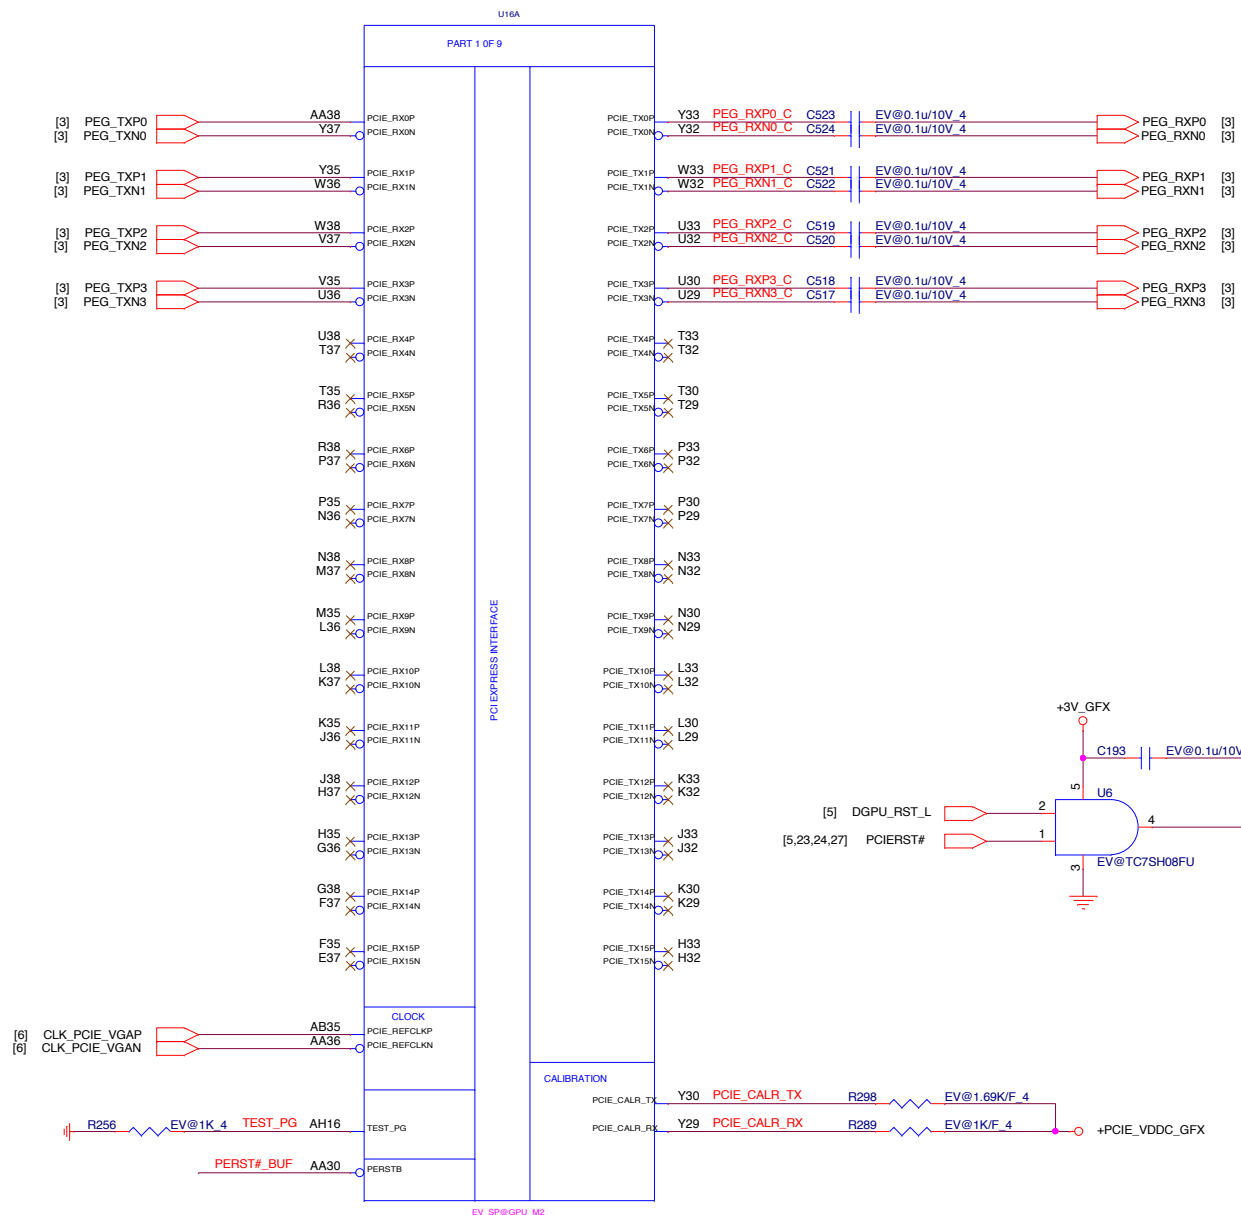 U16A
PART 1 0F 9
[3] PEG_TXP0 AA38 PCIE_RX0P PCIE_TX0P Y33 PEG_RXP0_C C523 EV@0.1u/10V_4 PEG_RXP0 [3]
[3] PEG_TXN0 Y37 PCIE_RX0N PCIE_TX0N Y32 PEG_RXN0_C C524 EV@0.1u/10V_4 PEG_RXN0 [3]
[3] PEG_TXP1 Y35 PCIE_RX1P PCIE_TX1P W33 PEG_RXP1_C C521 EV@0.1u/10V_4 PEG_RXP1 [3]
[3] PEG_TXN1 W36 PCIE_RX1N PCIE_TX1N W32 PEG_RXN1_C C522 EV@0.1u/10V_4 PEG_RXN1 [3]
[3] PEG_TXP2 W38 PCIE_RX2P PCIE_TX2P U33 PEG_RXP2_C C519 EV@0.1u/10V_4 PEG_RXP2 [3]
[3] PEG_TXN2 V37 PCIE_RX2N PCIE_TX2N U32 PEG_RXN2_C C520 EV@0.1u/10V_4 PEG_RXN2 [3]
[3] PEG_TXP3 V35 PCIE_RX3P PCIE_TX3P U30 PEG_RXP3_C C518 EV@0.1u/10V_4 PEG_RXP3 [3]
[3] PEG_TXN3 U36 PCIE_RX3N PCIE_TX3N U29 PEG_RXN3_C C517 EV@0.1u/10V_4 PEG_RXN3 [3]
U38 PCIE_RX4P PCIE_TX4P T33
T37 PCIE_RX4N PCIE_TX4N T32
T35 PCIE_RX5P PCIE_TX5P T30
R36 PCIE_RX5N PCIE_TX5N T29
R38 PCIE_RX6P PCIE_TX6P P33
P37 PCIE_RX6N PCIE_TX6N P32
P35 PCIE_RX7P PCIE_TX7P P30
N36 PCIE_RX7N PCIE_TX7N P29
N38 PCIE_RX8P PCIE_TX8P N33
M37 PCIE_RX8N PCIE_TX8N N32
M35 PCIE_RX9P PCIE_TX9P N30
L36 PCIE_RX9N PCIE_TX9N N29
PCI EXPRESS INTERFACE
L38 PCIE_RX10P PCIE_TX10P L33
K37 PCIE_RX10N PCIE_TX10N L32
K35 PCIE_RX11P PCIE_TX11P L30
J36 PCIE_RX11N PCIE_TX11N L29
J38 PCIE_RX12P PCIE_TX12P K33
H37 PCIE_RX12N PCIE_TX12N K32
H35 PCIE_RX13P PCIE_TX13P J33
G36 PCIE_RX13N PCIE_TX13N J32
G38 PCIE_RX14P PCIE_TX14P K30
F37 PCIE_RX14N PCIE_TX14N K29
F35 PCIE_RX15P PCIE_TX15P H33
E37 PCIE_RX15N PCIE_TX15N H32
+3V_GFX
C193 EV@0.1u/10V
5 U6
[5] DGPU_RST_L 2
4
[5,23,24,27] PCIERST# 1
3 EV@TC7SH08FU
CLOCK
[6] CLK_PCIE_VGAP AB35 PCIE_REFCLKP
[6] CLK_PCIE_VGAN AA36 PCIE_REFCLKN
CALIBRATION
PCIE_CALR_TX Y30 PCIE_CALR_TX R298 EV@1.69K/F_4
R256 EV@1K_4 TEST_PG AH16 TEST_PG PCIE_CALR_RX Y29 PCIE_CALR_RX R289 EV@1K/F_4 +PCIE_VDDC_GFX
PERST#_BUF AA30 PERSTB
EV_SP@GPU_M2